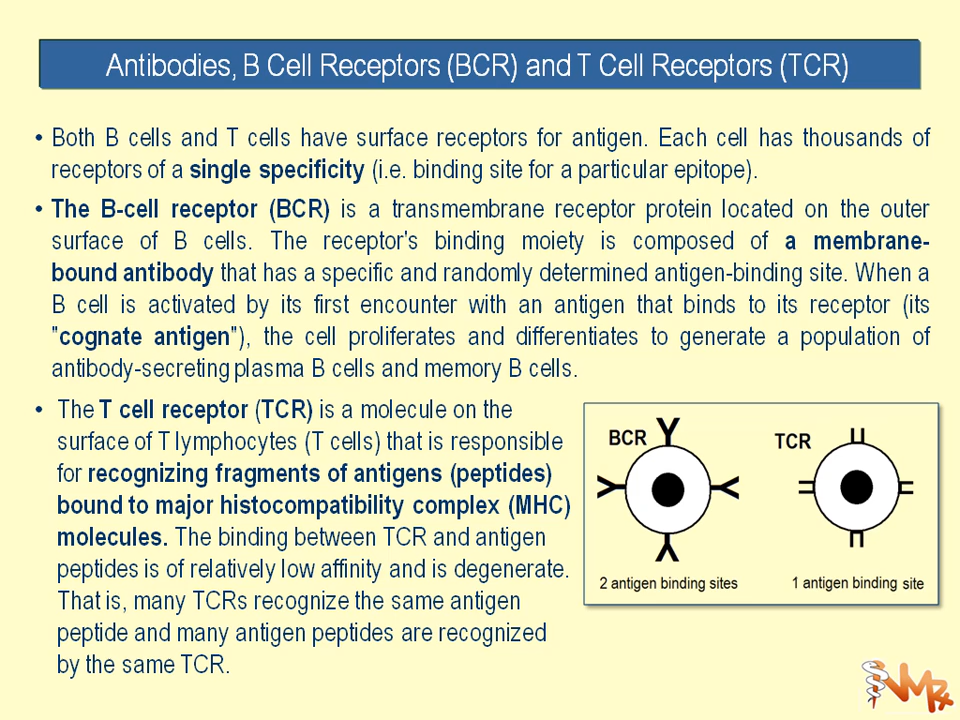 Antibodies, B Cell Receptors (BCR) and T Cell Receptors (TCR)
• Both B cells and T cells have surface receptors for antigen. Each cell has thousands of
receptors of a single specificity (i.e. binding site for a particular epitope).
• The B-cell receptor (BCR) is a transmembrane receptor protein located on the outer
surface of B cells. The receptor's binding moiety is composed of a membrane-
bound antibody that has a specific and randomly determined antigen-binding site. When a
B cell is activated by its first encounter with an antigen that binds to its receptor (its
"cognate antigen"), the cell proliferates and differentiates to generate a population of
antibody-secreting plasma B cells and memory B cells.
• The T cell receptor (TCR) is a molecule on the
surface of T lymphocytes (T cells) that is responsible
for recognizing fragments of antigens (peptides)
bound to major histocompatibility complex (MHC)
molecules. The binding between TCR and antigen
peptides is of relatively low affinity and is degenerate.
That is, many TCRs recognize the same antigen
peptide and many antigen peptides are recognized
by the same TCR.
BCR
TCR
2 antigen binding sites
1 antigen binding site
VMRx